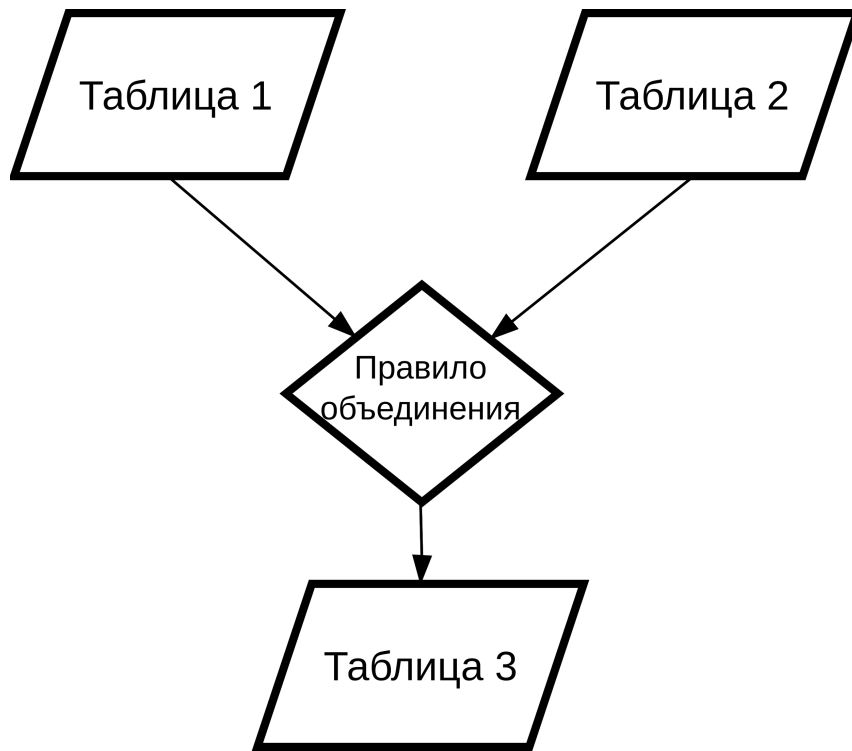 Таблица 1
Таблица 2
Правило
объединения
Таблица 3